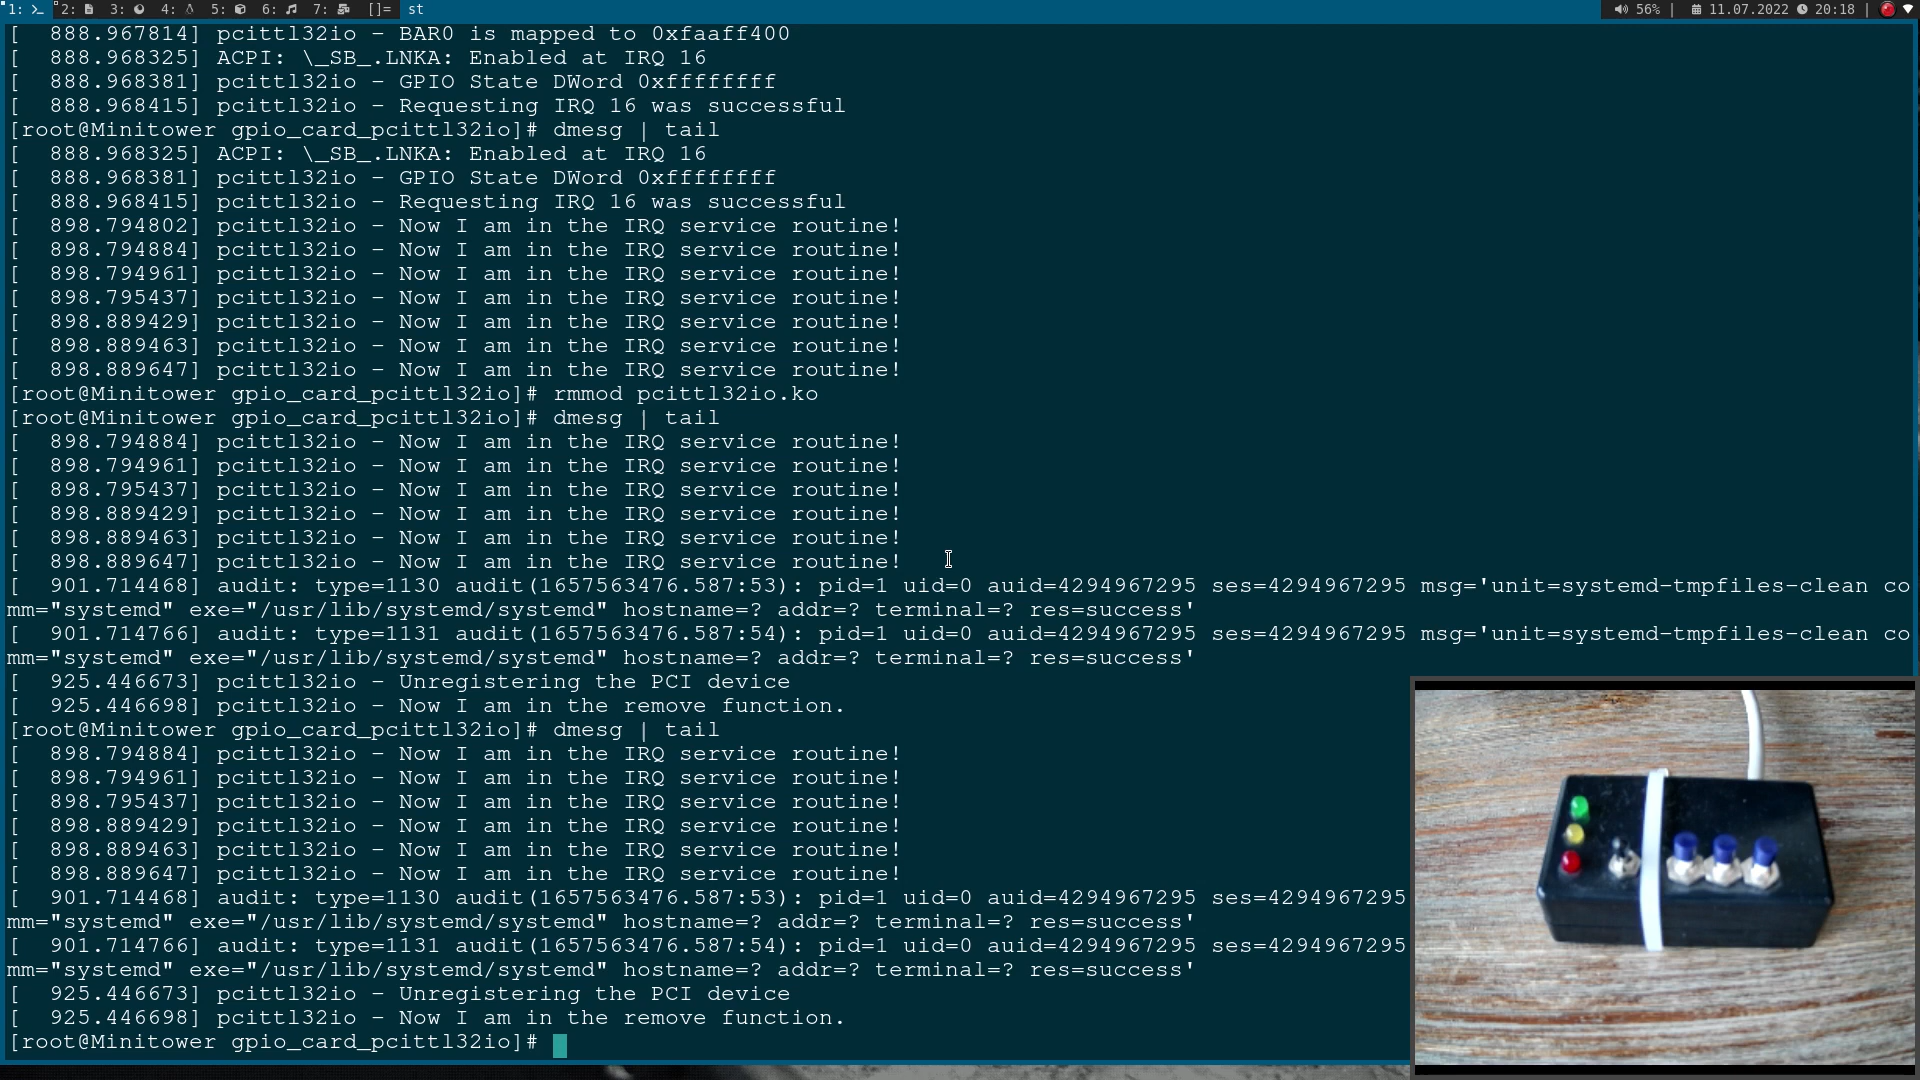 1: 2: 3: 4: 5: 6: 7: []= st 56% | 11.07.2022 20:18 |
[  888.967814] pcittl32io - BAR0 is mapped to 0xfaaff400
[  888.968325] ACPI: \_SB_.LNKA: Enabled at IRQ 16
[  888.968381] pcittl32io - GPIO State DWord 0xffffffff
[  888.968415] pcittl32io - Requesting IRQ 16 was successful
[root@Minitower gpio_card_pcittl32io]# dmesg | tail
[  888.968325] ACPI: \_SB_.LNKA: Enabled at IRQ 16
[  888.968381] pcittl32io - GPIO State DWord 0xffffffff
[  888.968415] pcittl32io - Requesting IRQ 16 was successful
[  898.794802] pcittl32io - Now I am in the IRQ service routine!
[  898.794884] pcittl32io - Now I am in the IRQ service routine!
[  898.794961] pcittl32io - Now I am in the IRQ service routine!
[  898.795437] pcittl32io - Now I am in the IRQ service routine!
[  898.889429] pcittl32io - Now I am in the IRQ service routine!
[  898.889463] pcittl32io - Now I am in the IRQ service routine!
[  898.889647] pcittl32io - Now I am in the IRQ service routine!
[root@Minitower gpio_card_pcittl32io]# rmmod pcittl32io.ko
[root@Minitower gpio_card_pcittl32io]# dmesg | tail
[  898.794884] pcittl32io - Now I am in the IRQ service routine!
[  898.794961] pcittl32io - Now I am in the IRQ service routine!
[  898.795437] pcittl32io - Now I am in the IRQ service routine!
[  898.889429] pcittl32io - Now I am in the IRQ service routine!
[  898.889463] pcittl32io - Now I am in the IRQ service routine!
[  898.889647] pcittl32io - Now I am in the IRQ service routine!
[  901.714468] audit: type=1130 audit(1657563476.587:53): pid=1 uid=0 auid=4294967295 ses=4294967295 msg='unit=systemd-tmpfiles-clean co
mm="systemd" exe="/usr/lib/systemd/systemd" hostname=? addr=? terminal=? res=success'
[  901.714766] audit: type=1131 audit(1657563476.587:54): pid=1 uid=0 auid=4294967295 ses=4294967295 msg='unit=systemd-tmpfiles-clean co
mm="systemd" exe="/usr/lib/systemd/systemd" hostname=? addr=? terminal=? res=success'
[  925.446673] pcittl32io - Unregistering the PCI device
[  925.446698] pcittl32io - Now I am in the remove function.
[root@Minitower gpio_card_pcittl32io]# dmesg | tail
[  898.794884] pcittl32io - Now I am in the IRQ service routine!
[  898.794961] pcittl32io - Now I am in the IRQ service routine!
[  898.795437] pcittl32io - Now I am in the IRQ service routine!
[  898.889429] pcittl32io - Now I am in the IRQ service routine!
[  898.889463] pcittl32io - Now I am in the IRQ service routine!
[  898.889647] pcittl32io - Now I am in the IRQ service routine!
[  901.714468] audit: type=1130 audit(1657563476.587:53): pid=1 uid=0 auid=4294967295 ses=4294967295
mm="systemd" exe="/usr/lib/systemd/systemd" hostname=? addr=? terminal=? res=success'
[  901.714766] audit: type=1131 audit(1657563476.587:54): pid=1 uid=0 auid=4294967295 ses=4294967295
mm="systemd" exe="/usr/lib/systemd/systemd" hostname=? addr=? terminal=? res=success'
[  925.446673] pcittl32io - Unregistering the PCI device
[  925.446698] pcittl32io - Now I am in the remove function.
[root@Minitower gpio_card_pcittl32io]#